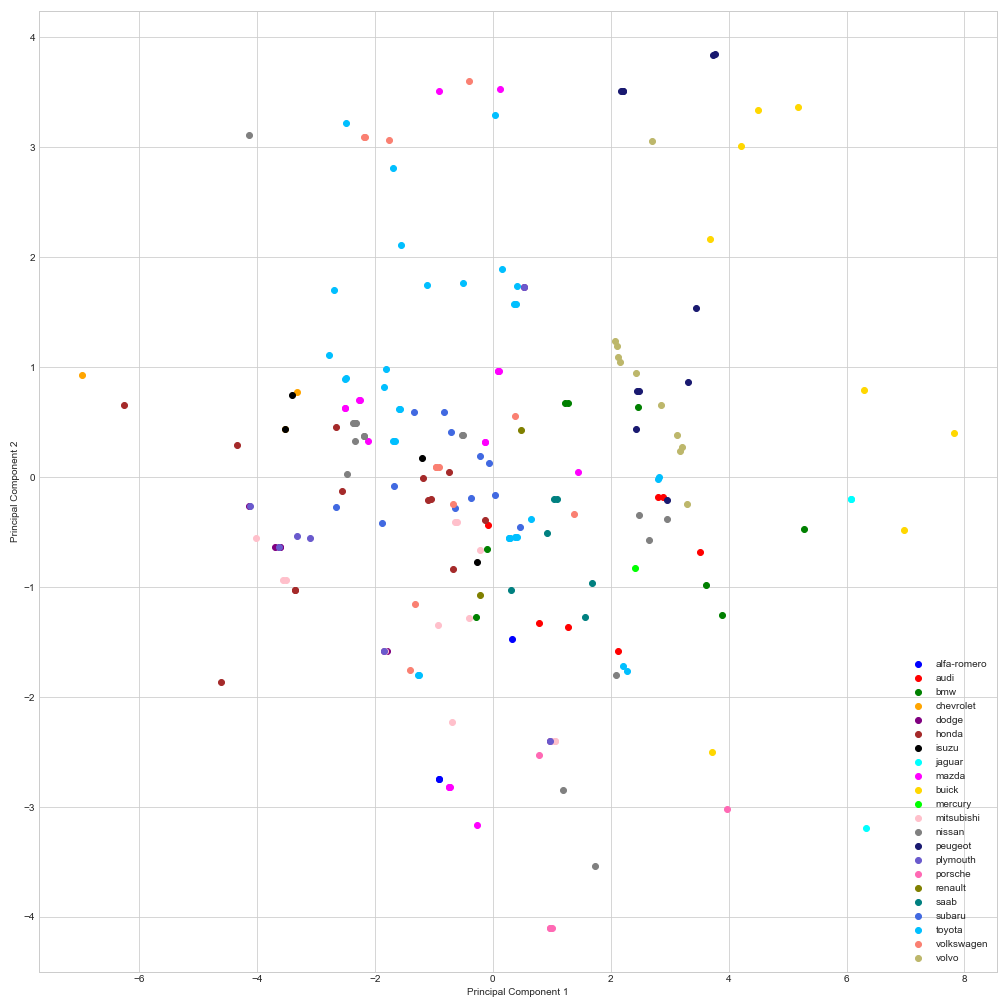 4
3
2
1
0
−1
−2
−3
−4
Principal Component 2
−6
−4
−2
0
2
4
6
8
Principal Component 1
alfa-romero
audi
bmw
chevrolet
dodge
honda
isuzu
jaguar
mazda
buick
mercury
mitsubishi
nissan
peugeot
plymouth
porsche
renault
saab
subaru
toyota
volkswagen
volvo